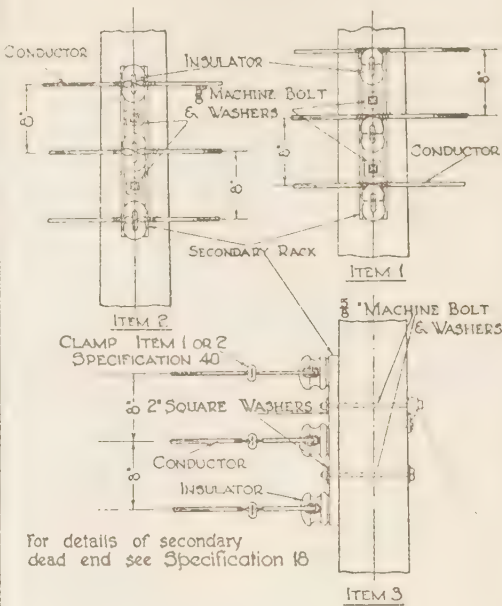 CONDUCTOR
INSULATOR
5/8" MACHINE BOLT
& WASHERS
8"
8"
8"
8"
CONDUCTOR
SECONDARY RACK
ITEM 1
ITEM 2
5/8" MACHINE BOLT
& WASHERS
CLAMP ITEM 1 OR 2
SPECIFICATION 40
8"
2" SQUARE WASHERS
CONDUCTOR
8"
INSULATOR
For details of secondary
dead end see Specification 18
ITEM 3